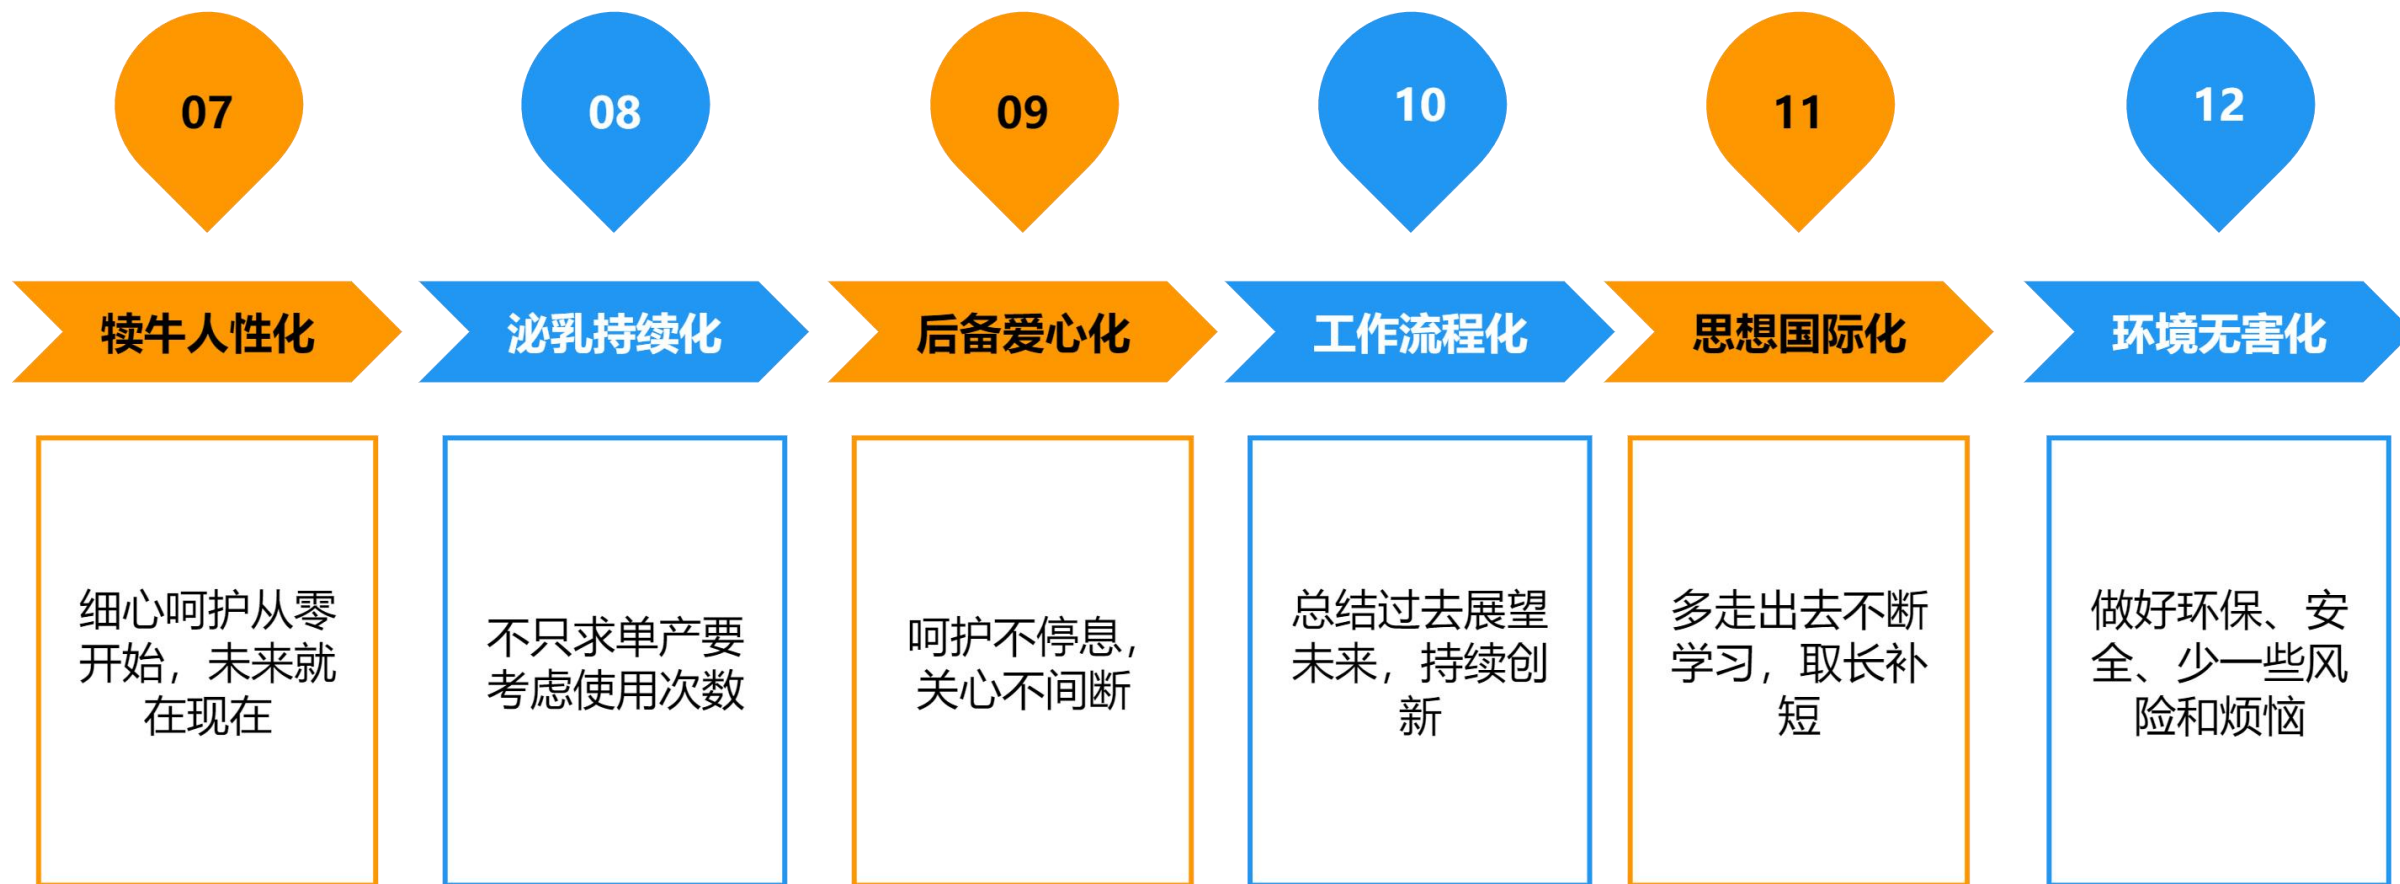 07
08
09
10
11
12
犊牛人性化
泌乳持续化
后备爱心化
工作流程化
思想国际化
环境无害化
细心呵护从零
开始，未来就
在现在
不只求单产要
考虑使用次数
呵护不停息，
关心不间断
总结过去展望
未来，持续创
新
多走出去不断
学习，取长补
短
做好环保、安
全、少一些风
险和烦恼